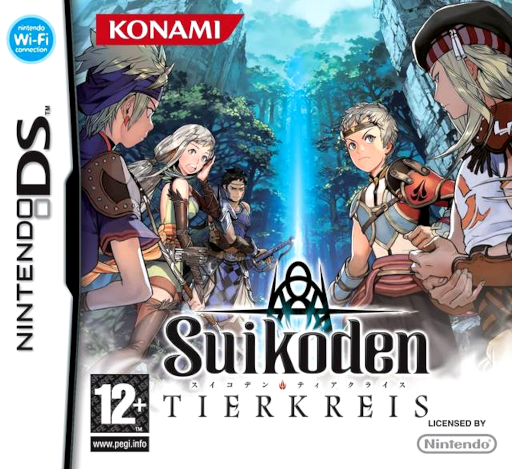 nintendo
Wi-Fi
connection
KONAMI
NINTENDO DS™
Suikoden
スイコデン ティアクライス
TIERKREIS
12+
www.pegi.info
LICENSED BY
Nintendo